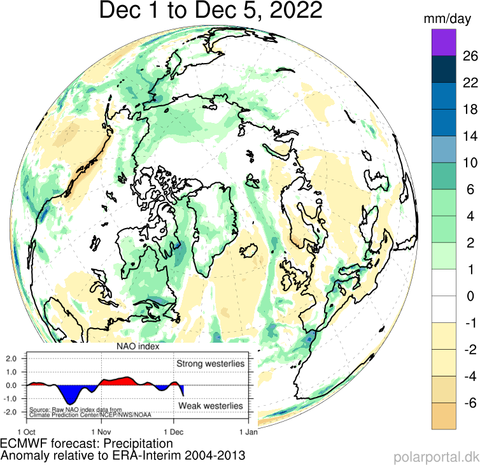 Dec 1 to Dec 5, 2022
mm/day
26
22
18
14
10
6
4
2
1
0
-1
-2
-4
-6
NAO index
2.0
1.0
0.0
-1.0
-2.0
Strong westerlies
Weak westerlies
Source: Raw NAO index data from
Climate Prediction Center/NCEP/NWS/NOAA
1 Oct 1 Nov 1 Dec 1 Jan
ECMWF forecast: Precipitation
Anomaly relative to ERA-Interim 2004-2013
polarportal.dk